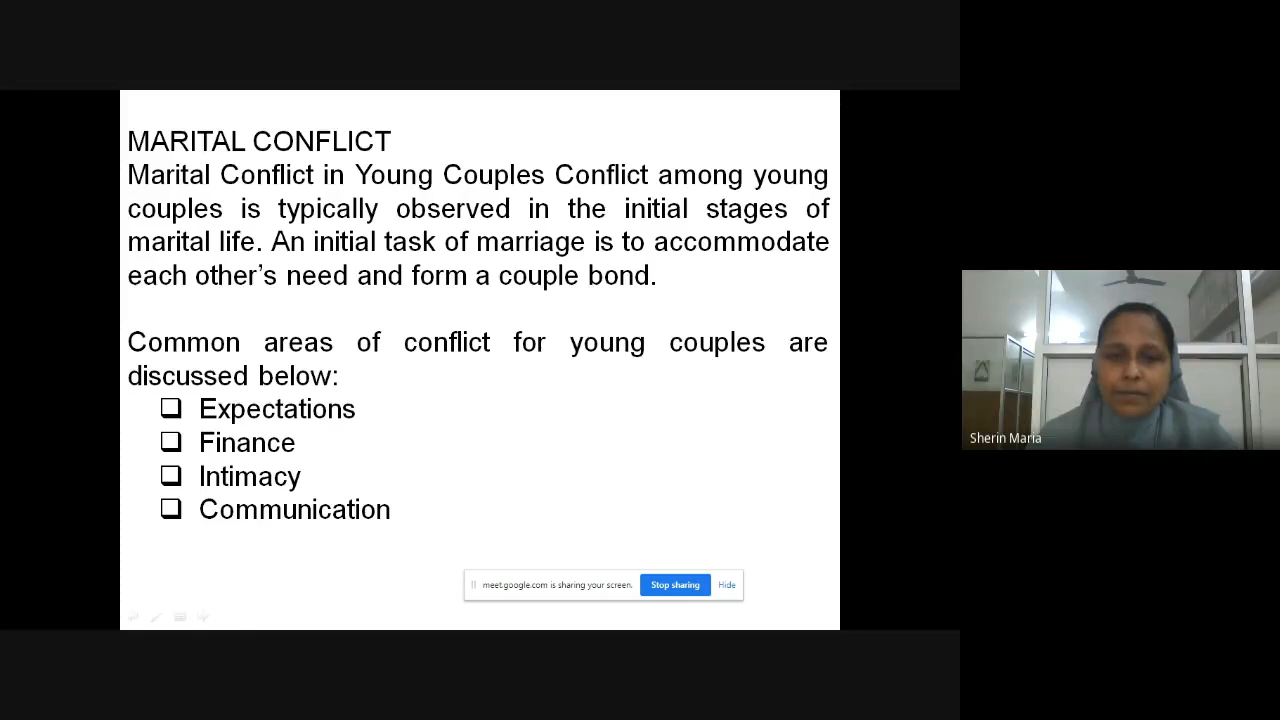 MARITAL CONFLICT
Marital Conflict in Young Couples Conflict among young
couples is typically observed in the initial stages of
marital life. An initial task of marriage is to accommodate
each other’s need and form a couple bond.
Common areas of conflict for young couples are
discussed below:
❑ Expectations
❑ Finance
❑ Intimacy
❑ Communication
meet.google.com is sharing your screen. Stop sharing Hide
Sherin Maria